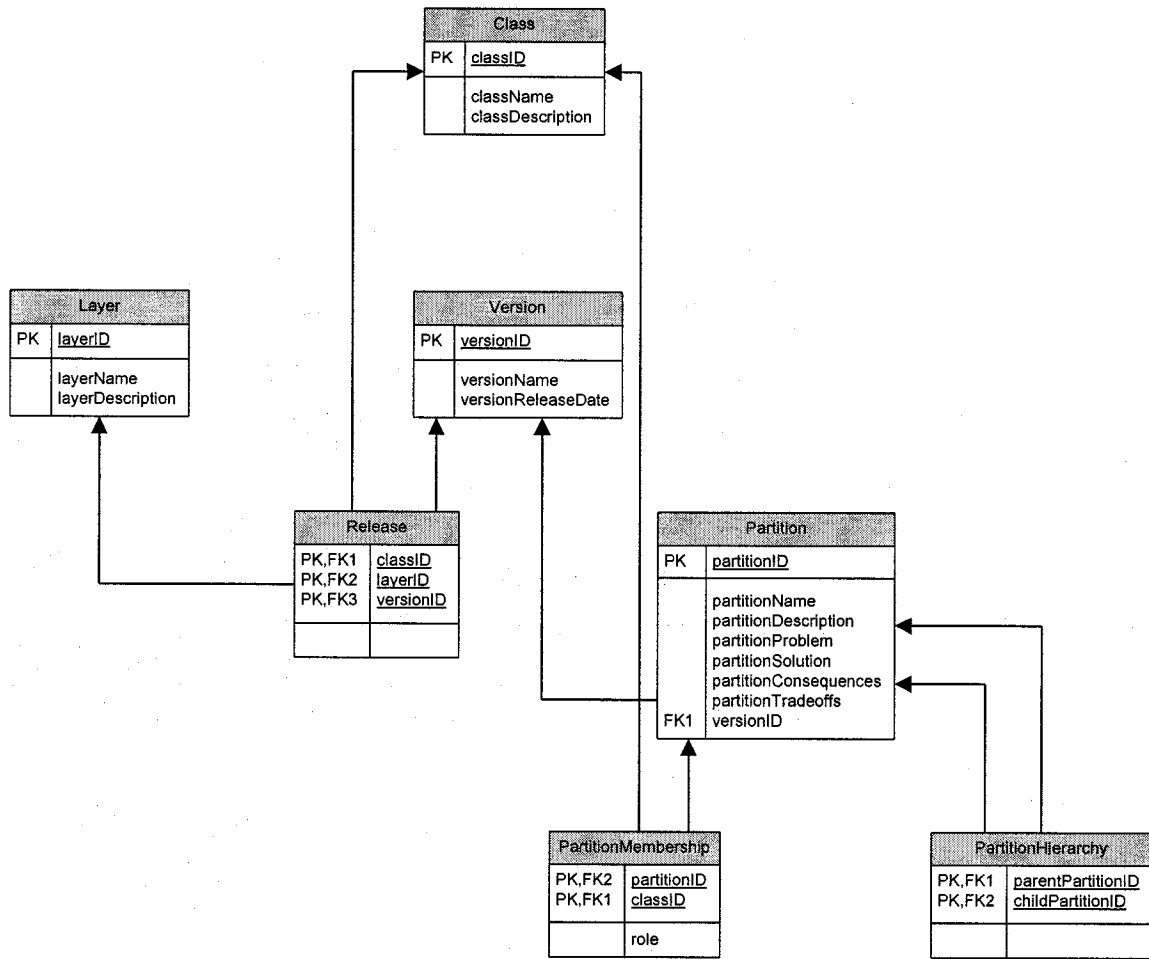 Class
PK classID
className
classDescription
Layer
PK layerID
layerName
layerDescription
Version
PK versionID
versionName
versionReleaseDate
Release
PK,FK1 classID
PK,FK2 layerID
PK,FK3 versionID
Partition
PK partitionID
partitionName
partitionDescription
partitionProblem
partitionSolution
partitionConsequences
partitionTradeoffs
FK1 versionID
PartitionMembership
PK,FK2 partitionID
PK,FK1 classID
role
PartitionHierarchy
PK,FK1 parentPartitionID
PK,FK2 childPartitionID